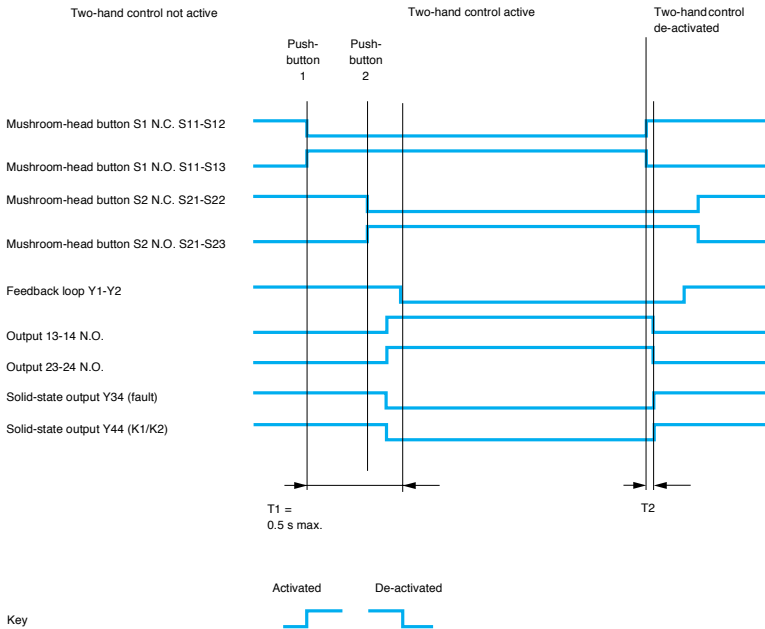 Two-hand control not active
Two-hand control active
Two-hand control
de-activated
Push-
button
1
Push-
button
2
Mushroom-head button S1 N.C. S11-S12
Mushroom-head button S1 N.O. S11-S13
Mushroom-head button S2 N.C. S21-S22
Mushroom-head button S2 N.O. S21-S23
Feedback loop Y1-Y2
Output 13-14 N.O.
Output 23-24 N.O.
Solid-state output Y34 (fault)
Solid-state output Y44 (K1/K2)
T1 =
0.5 s max.
T2
Activated
De-activated
Key